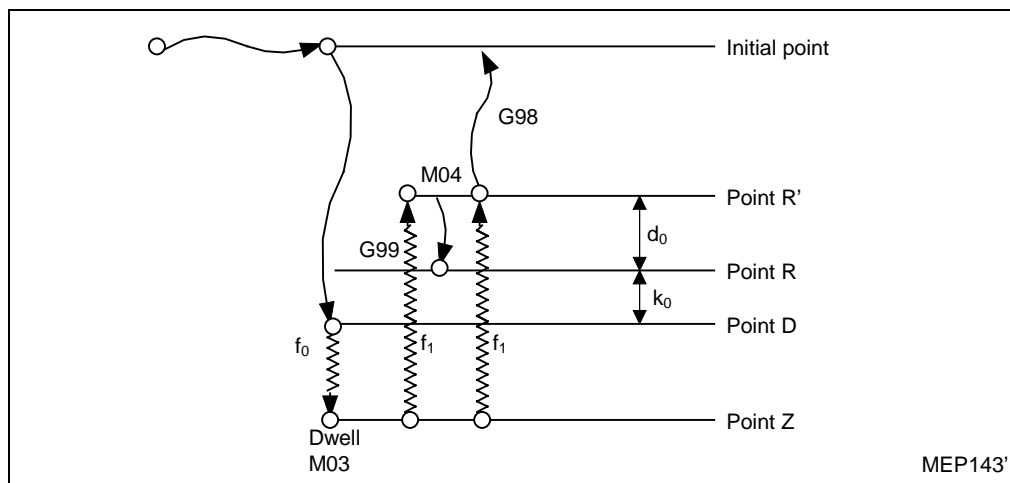 Initial point
G98
M04
Point R’
d0
G99
Point R
k0
Point D
f0
f1
f1
Point Z
Dwell
M03
MEP143’